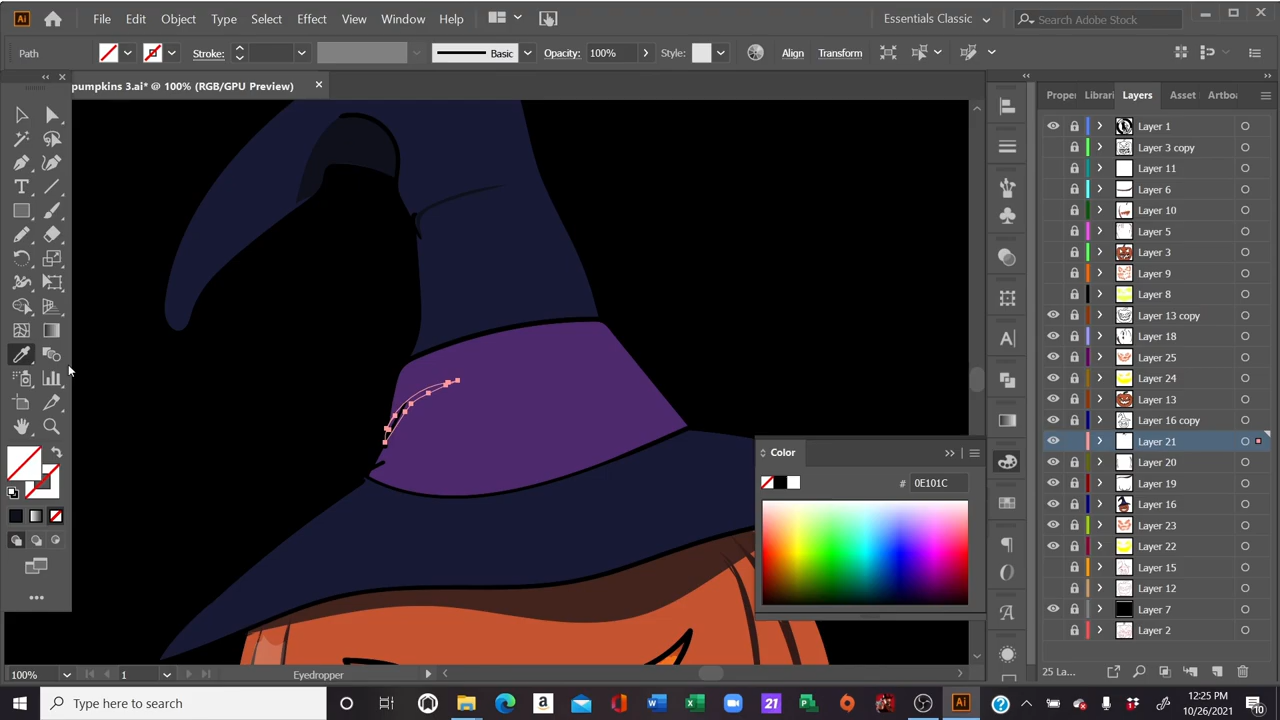 Ai File Edit Object Type Select Effect View Window Help Essentials Classic Search Adobe Stock
Path Stroke: Basic Opacity: 100% Style: Align Transform
pumpkins 3.ai* @ 100% (RGB/GPU Preview)
Proper Librari Layers Asset Artboa
Layer 1
Layer 3 copy
Layer 11
Layer 6
Layer 10
Layer 5
Layer 3
Layer 9
Layer 8
Layer 13 copy
Layer 18
Layer 25
Layer 24
Layer 13
Layer 16 copy
Layer 21
Layer 20
Layer 19
Layer 16
Layer 23
Layer 22
Layer 15
Layer 12
Layer 7
Layer 2
Color
# 0E101C
100% 1 Eyedropper 25 La...
Type here to search
21
Ai
12:25 PM
10/26/2021
10